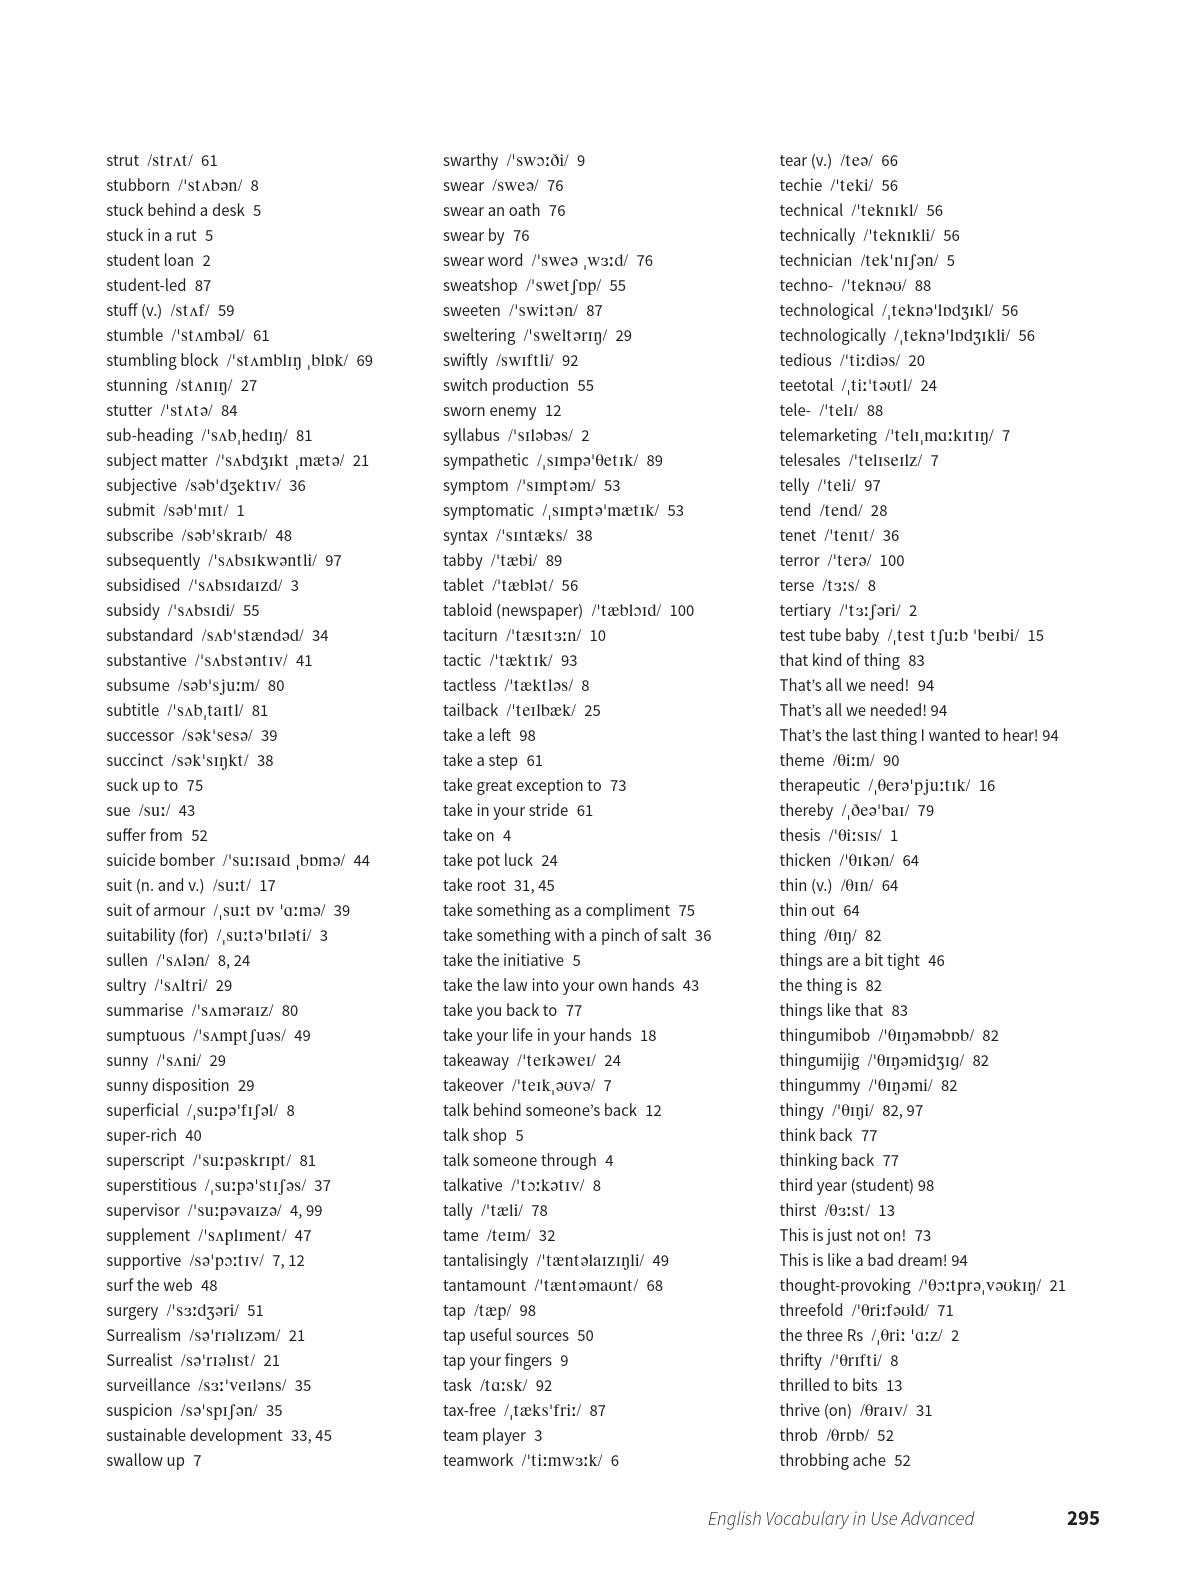 strut /strʌt/ 61
stubborn /ˈstʌbən/ 8
stuck behind a desk 5
stuck in a rut 5
student loan 2
student-led 87
stuff (v.) /stʌf/ 59
stumble /ˈstʌmbəl/ 61
stumbling block /ˈstʌmblɪŋ ˌblɒk/ 69
stunning /stʌnɪŋ/ 27
stutter /ˈstʌtə/ 84
sub-heading /ˈsʌbˌhedɪŋ/ 81
subject matter /ˈsʌbdʒɪkt ˌmætə/ 21
subjective /səbˈdʒektɪv/ 36
submit /səbˈmɪt/ 1
subscribe /səbˈskraɪb/ 48
subsequently /ˈsʌbsɪkwəntli/ 97
subsidised /ˈsʌbsɪdaɪzd/ 3
subsidy /ˈsʌbsɪdi/ 55
substandard /sʌbˈstændəd/ 34
substantive /ˈsʌbstəntɪv/ 41
subsume /səbˈsjuːm/ 80
subtitle /ˈsʌbˌtaɪtl/ 81
successor /səkˈsesə/ 39
succinct /səkˈsɪŋkt/ 38
suck up to 75
sue /suː/ 43
suffer from 52
suicide bomber /ˈsuːɪsaɪd ˌbɒmə/ 44
suit (n. and v.) /suːt/ 17
suit of armour /ˌsuːt ɒv ˈɑːmə/ 39
suitability (for) /ˌsuːtəˈbɪləti/ 3
sullen /ˈsʌlən/ 8, 24
sultry /ˈsʌltri/ 29
summarise /ˈsʌməraɪz/ 80
sumptuous /ˈsʌmptʃuəs/ 49
sunny /ˈsʌni/ 29
sunny disposition 29
superficial /ˌsuːpəˈfɪʃəl/ 8
super-rich 40
superscript /ˈsuːpəskrɪpt/ 81
superstitious /ˌsuːpəˈstɪʃəs/ 37
supervisor /ˈsuːpəvaɪzə/ 4, 99
supplement /ˈsʌplɪment/ 47
supportive /səˈpɔːtɪv/ 7, 12
surf the web 48
surgery /ˈsɜːdʒəri/ 51
Surrealism /səˈrɪəlɪzəm/ 21
Surrealist /səˈrɪəlɪst/ 21
surveillance /sɜːˈveɪləns/ 35
suspicion /səˈspɪʃən/ 35
sustainable development 33, 45
swallow up 7
swarthy /ˈswɔːði/ 9
swear /sweə/ 76
swear an oath 76
swear by 76
swear word /ˈsweə ˌwɜːd/ 76
sweatshop /ˈswetʃɒp/ 55
sweeten /ˈswiːtən/ 87
sweltering /ˈsweltərɪŋ/ 29
swiftly /swɪftli/ 92
switch production 55
sworn enemy 12
syllabus /ˈsɪləbəs/ 2
sympathetic /ˌsɪmpəˈθetɪk/ 89
symptom /ˈsɪmptəm/ 53
symptomatic /ˌsɪmptəˈmætɪk/ 53
syntax /ˈsɪntæks/ 38
tabby /ˈtæbi/ 89
tablet /ˈtæblət/ 56
tabloid (newspaper) /ˈtæblɔɪd/ 100
taciturn /ˈtæsɪtɜːn/ 10
tactic /ˈtæktɪk/ 93
tactless /ˈtæktləs/ 8
tailback /ˈteɪlbæk/ 25
take a left 98
take a step 61
take great exception to 73
take in your stride 61
take on 4
take pot luck 24
take root 31, 45
take something as a compliment 75
take something with a pinch of salt 36
take the initiative 5
take the law into your own hands 43
take you back to 77
take your life in your hands 18
takeaway /ˈteɪkəweɪ/ 24
takeover /ˈteɪkˌəʊvə/ 7
talk behind someone’s back 12
talk shop 5
talk someone through 4
talkative /ˈtɔːkətɪv/ 8
tally /ˈtæli/ 78
tame /teɪm/ 32
tantalisingly /ˈtæntəlaɪzɪŋli/ 49
tantamount /ˈtæntəmaʊnt/ 68
tap /tæp/ 98
tap useful sources 50
tap your fingers 9
task /tɑːsk/ 92
tax-free /ˌtæksˈfriː/ 87
team player 3
teamwork /ˈtiːmwɜːk/ 6
tear (v.) /teə/ 66
techie /ˈteki/ 56
technical /ˈteknɪkl/ 56
technically /ˈteknɪkli/ 56
technician /tekˈnɪʃən/ 5
techno- /ˈteknəʊ/ 88
technological /ˌteknəˈlɒdʒɪkl/ 56
technologically /ˌteknəˈlɒdʒɪkli/ 56
tedious /ˈtiːdiəs/ 20
teetotal /ˌtiːˈtəʊtl/ 24
tele- /ˈtelɪ/ 88
telemarketing /ˈtelɪˌmɑːkɪtɪŋ/ 7
telesales /ˈtelɪseɪlz/ 7
telly /ˈteli/ 97
tend /tend/ 28
tenet /ˈtenɪt/ 36
terror /ˈterə/ 100
terse /tɜːs/ 8
tertiary /ˈtɜːʃəri/ 2
test tube baby /ˌtest tʃuːb ˈbeɪbi/ 15
that kind of thing 83
That’s all we need! 94
That’s all we needed! 94
That’s the last thing I wanted to hear! 94
theme /θiːm/ 90
therapeutic /ˌθerəˈpjuːtɪk/ 16
thereby /ˌðeəˈbaɪ/ 79
thesis /ˈθiːsɪs/ 1
thicken /ˈθɪkən/ 64
thin (v.) /θɪn/ 64
thin out 64
thing /θɪŋ/ 82
things are a bit tight 46
the thing is 82
things like that 83
thingumibob /ˈθɪŋəməbɒb/ 82
thingumijig /ˈθɪŋəmidʒɪɡ/ 82
thingummy /ˈθɪŋəmi/ 82
thingy /ˈθɪŋi/ 82, 97
think back 77
thinking back 77
third year (student) 98
thirst /θɜːst/ 13
This is just not on! 73
This is like a bad dream! 94
thought-provoking /ˈθɔːtprəˌvəʊkɪŋ/ 21
threefold /ˈθriːfəʊld/ 71
the three Rs /ˌθriː ˈɑːz/ 2
thrifty /ˈθrɪfti/ 8
thrilled to bits 13
thrive (on) /θraɪv/ 31
throb /θrɒb/ 52
throbbing ache 52
English Vocabulary in Use Advanced 295